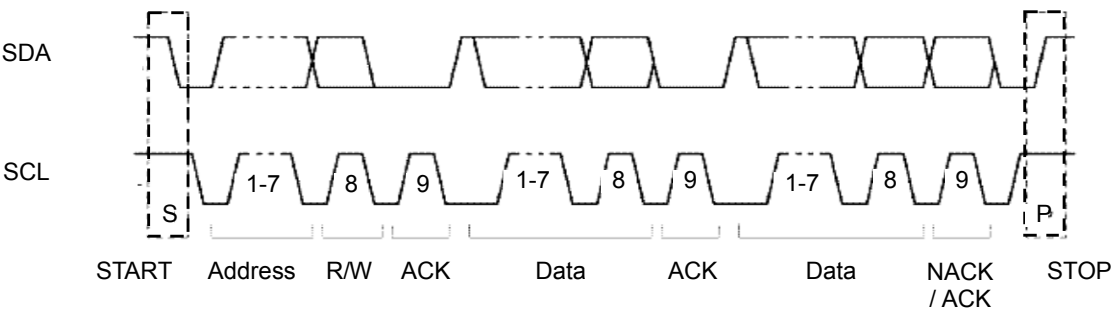 SDA
SCL
1-7 8 9 1-7 8 9 1-7 8 9
S P
START Address R/W ACK Data ACK Data NACK / ACK STOP